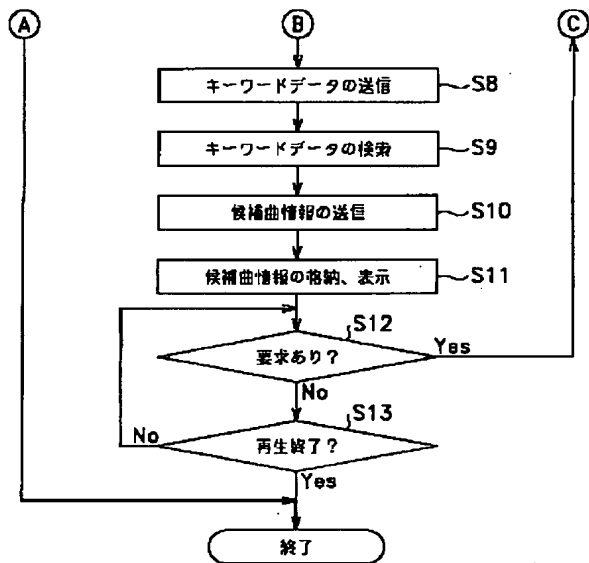 A
B
C
キーワードデータの送信
S8
キーワードデータの検索
S9
候補曲情報の送信
S10
候補曲情報の格納、表示
S11
S12
要求あり?
Yes
No
S13
再生終了?
No
Yes
終了